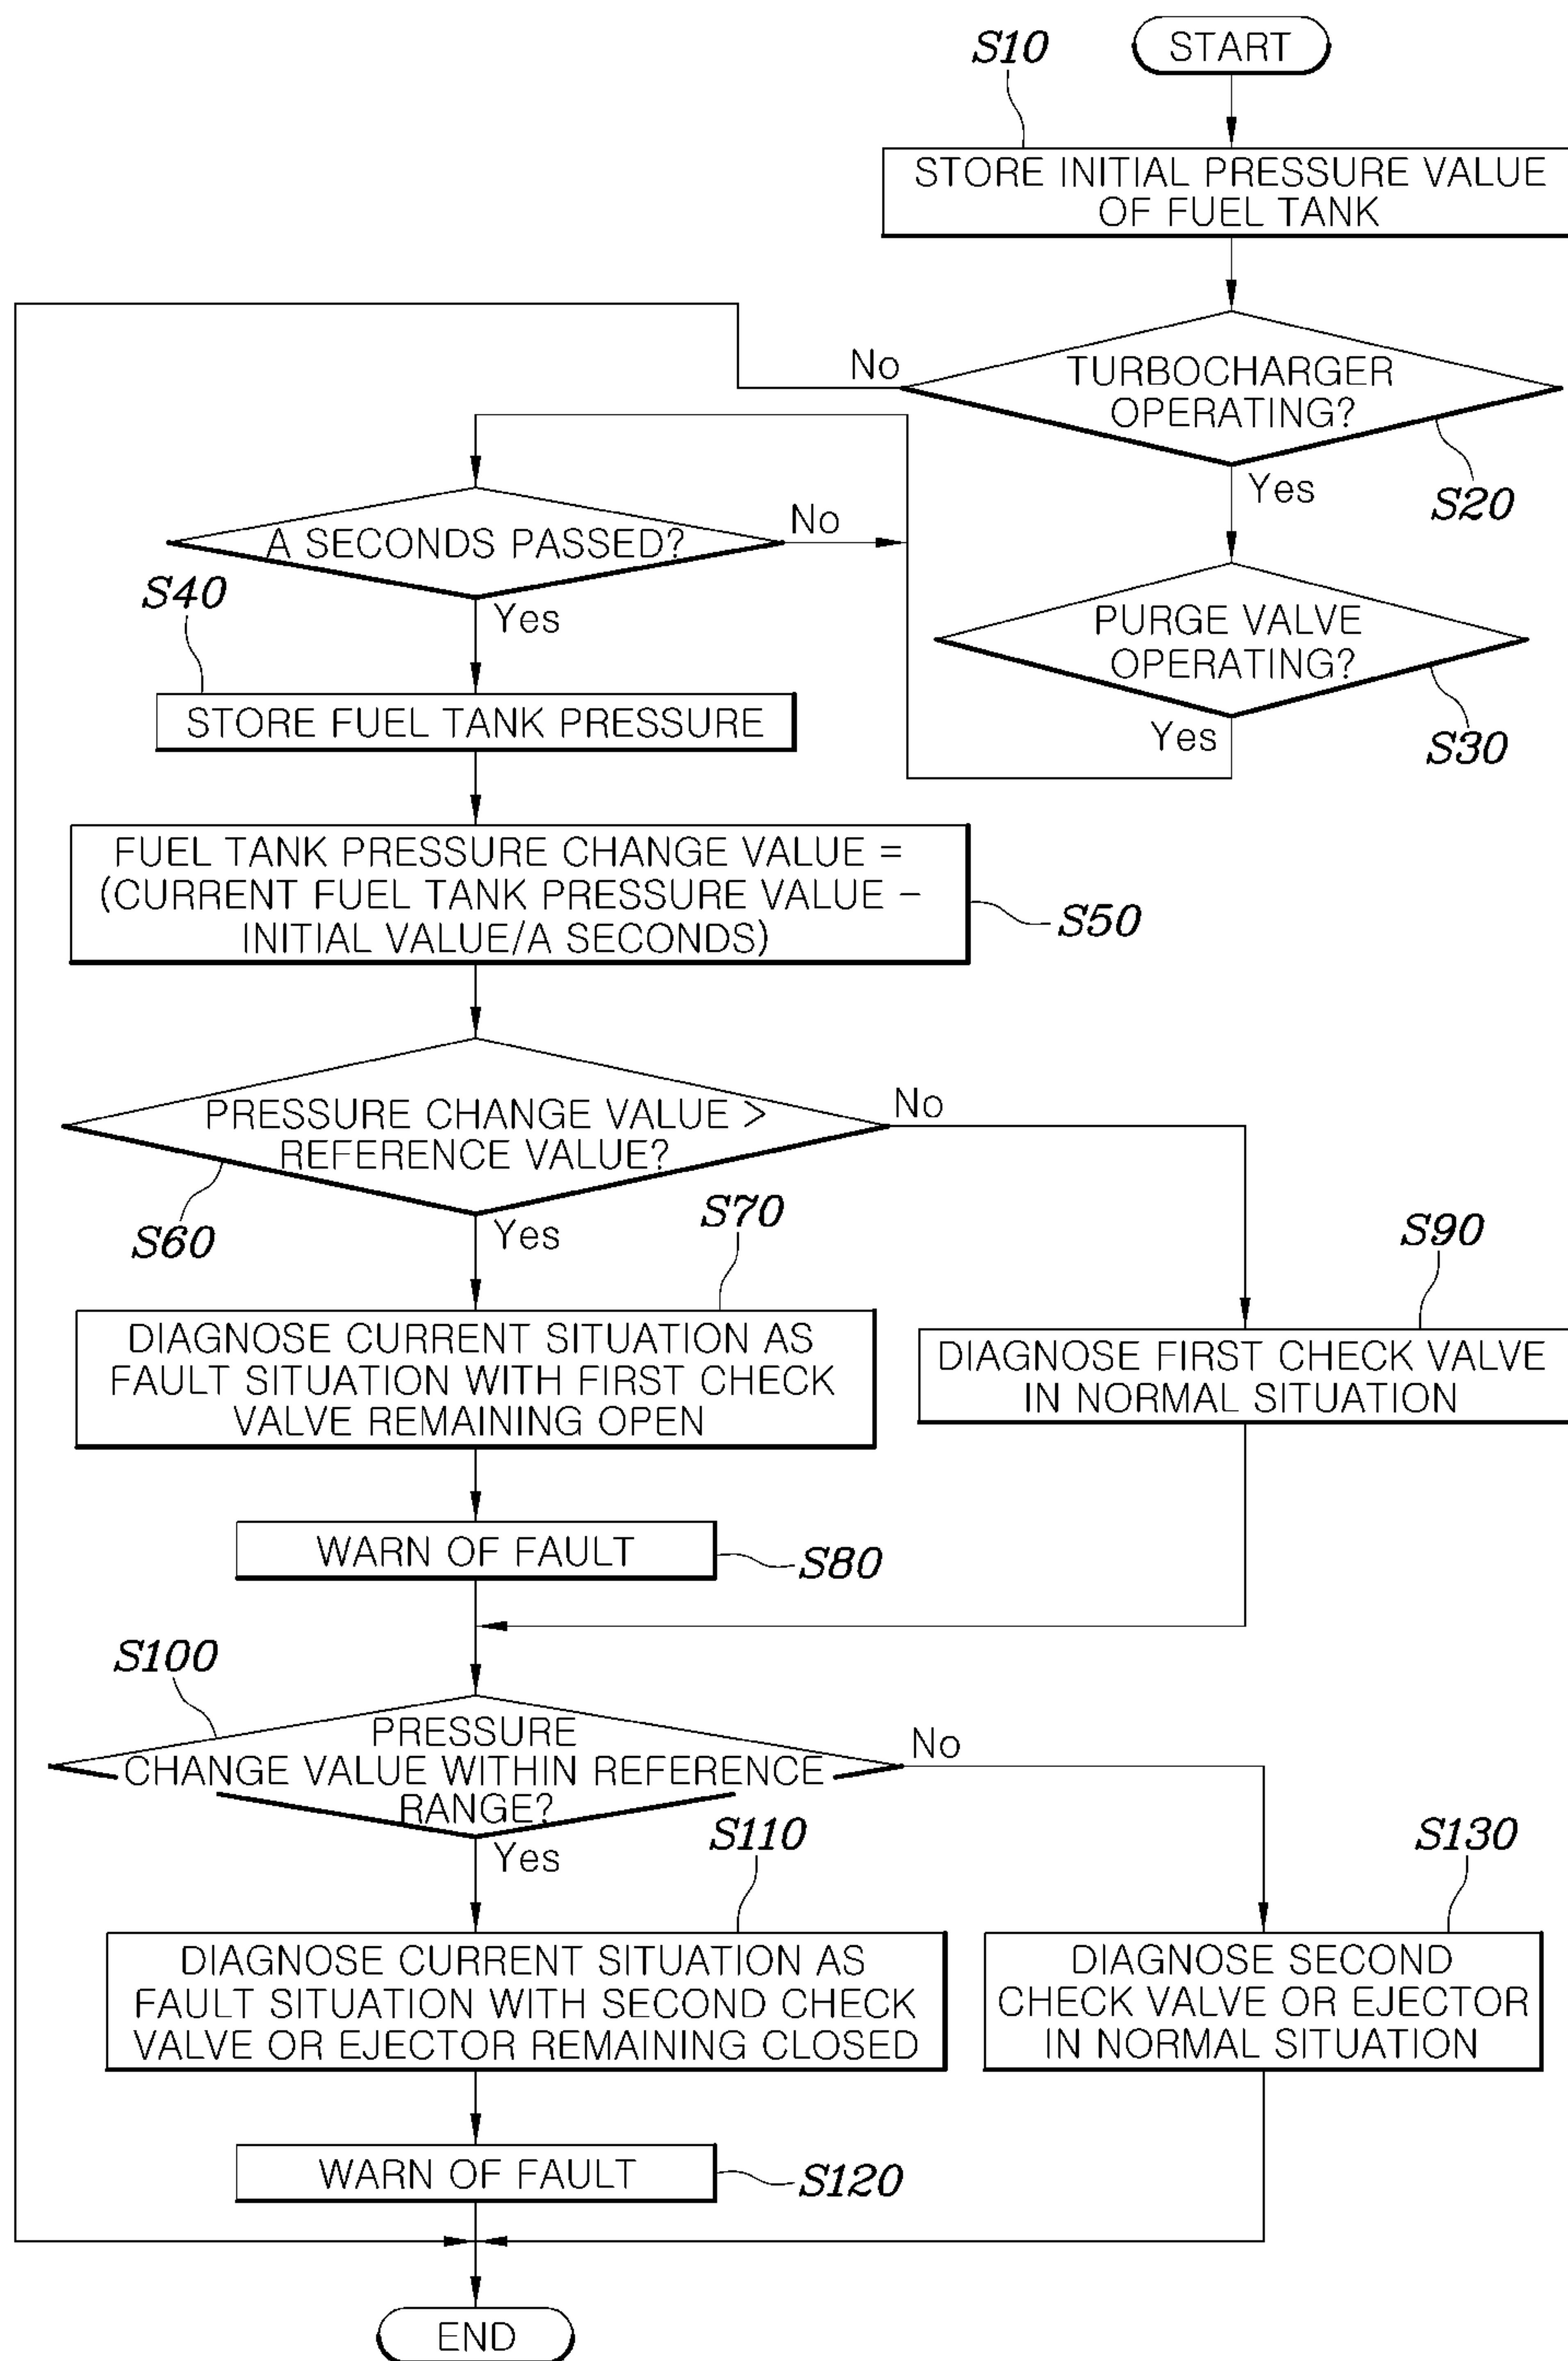 START
S10
STORE INITIAL PRESSURE VALUE
OF FUEL TANK
TURBOCHARGER
OPERATING?
No
Yes
S20
PURGE VALVE
OPERATING?
Yes
S30
A SECONDS PASSED?
No
Yes
S40
STORE FUEL TANK PRESSURE
FUEL TANK PRESSURE CHANGE VALUE =
(CURRENT FUEL TANK PRESSURE VALUE −
INITIAL VALUE/A SECONDS)
S50
PRESSURE CHANGE VALUE >
REFERENCE VALUE?
No
S60
Yes
S70
DIAGNOSE CURRENT SITUATION AS
FAULT SITUATION WITH FIRST CHECK
VALVE REMAINING OPEN
S90
DIAGNOSE FIRST CHECK VALVE
IN NORMAL SITUATION
WARN OF FAULT
S80
S100
PRESSURE
CHANGE VALUE WITHIN REFERENCE
RANGE?
No
Yes
S110
DIAGNOSE CURRENT SITUATION AS
FAULT SITUATION WITH SECOND CHECK
VALVE OR EJECTOR REMAINING CLOSED
S130
DIAGNOSE SECOND
CHECK VALVE OR EJECTOR
IN NORMAL SITUATION
WARN OF FAULT
S120
END